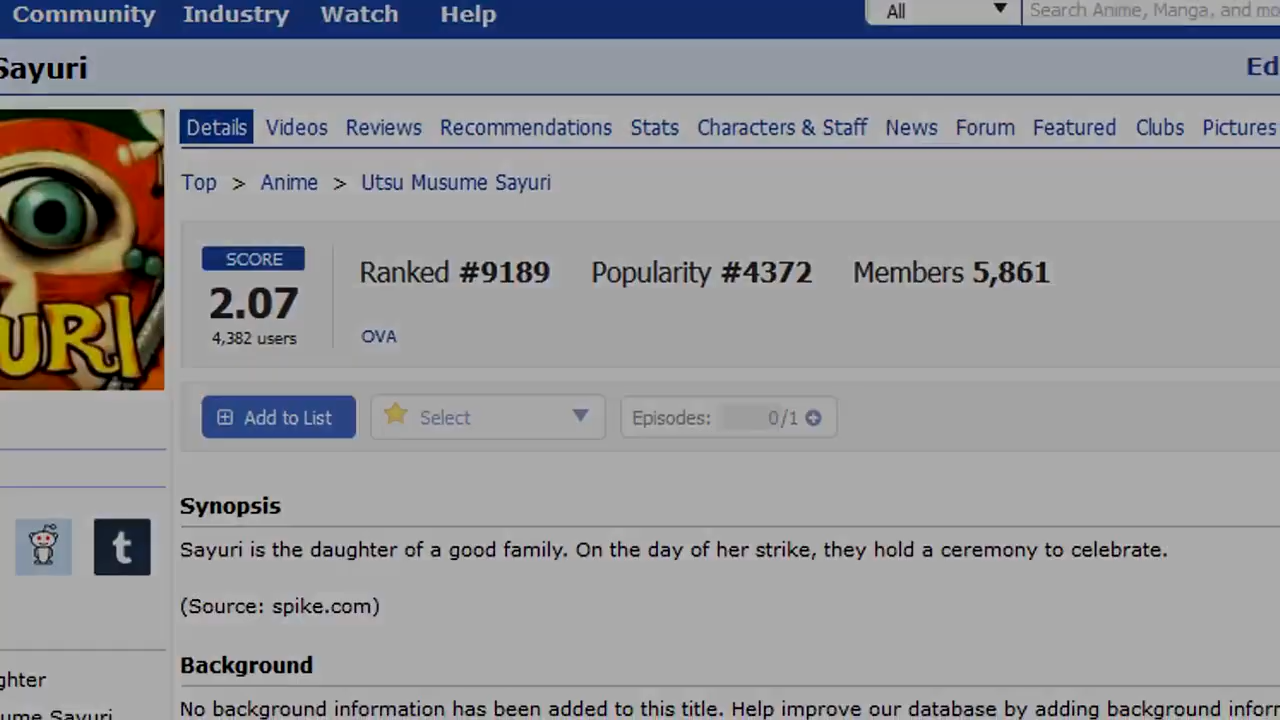 Community Industry Watch Help All Search Anime, Manga, and mo
Sayuri Ed
Details Videos Reviews Recommendations Stats Characters & Staff News Forum Featured Clubs Pictures
Top > Anime > Utsu Musume Sayuri
SCORE
2.07
4,382 users
Ranked #9189 Popularity #4372 Members 5,861
OVA
URI
Add to List Select Episodes: 0/1
Synopsis
Sayuri is the daughter of a good family. On the day of her strike, they hold a ceremony to celebrate.
t
(Source: spike.com)
Background
ghter
No background information has been added to this title. Help improve our database by adding background infor
ume Sayuri